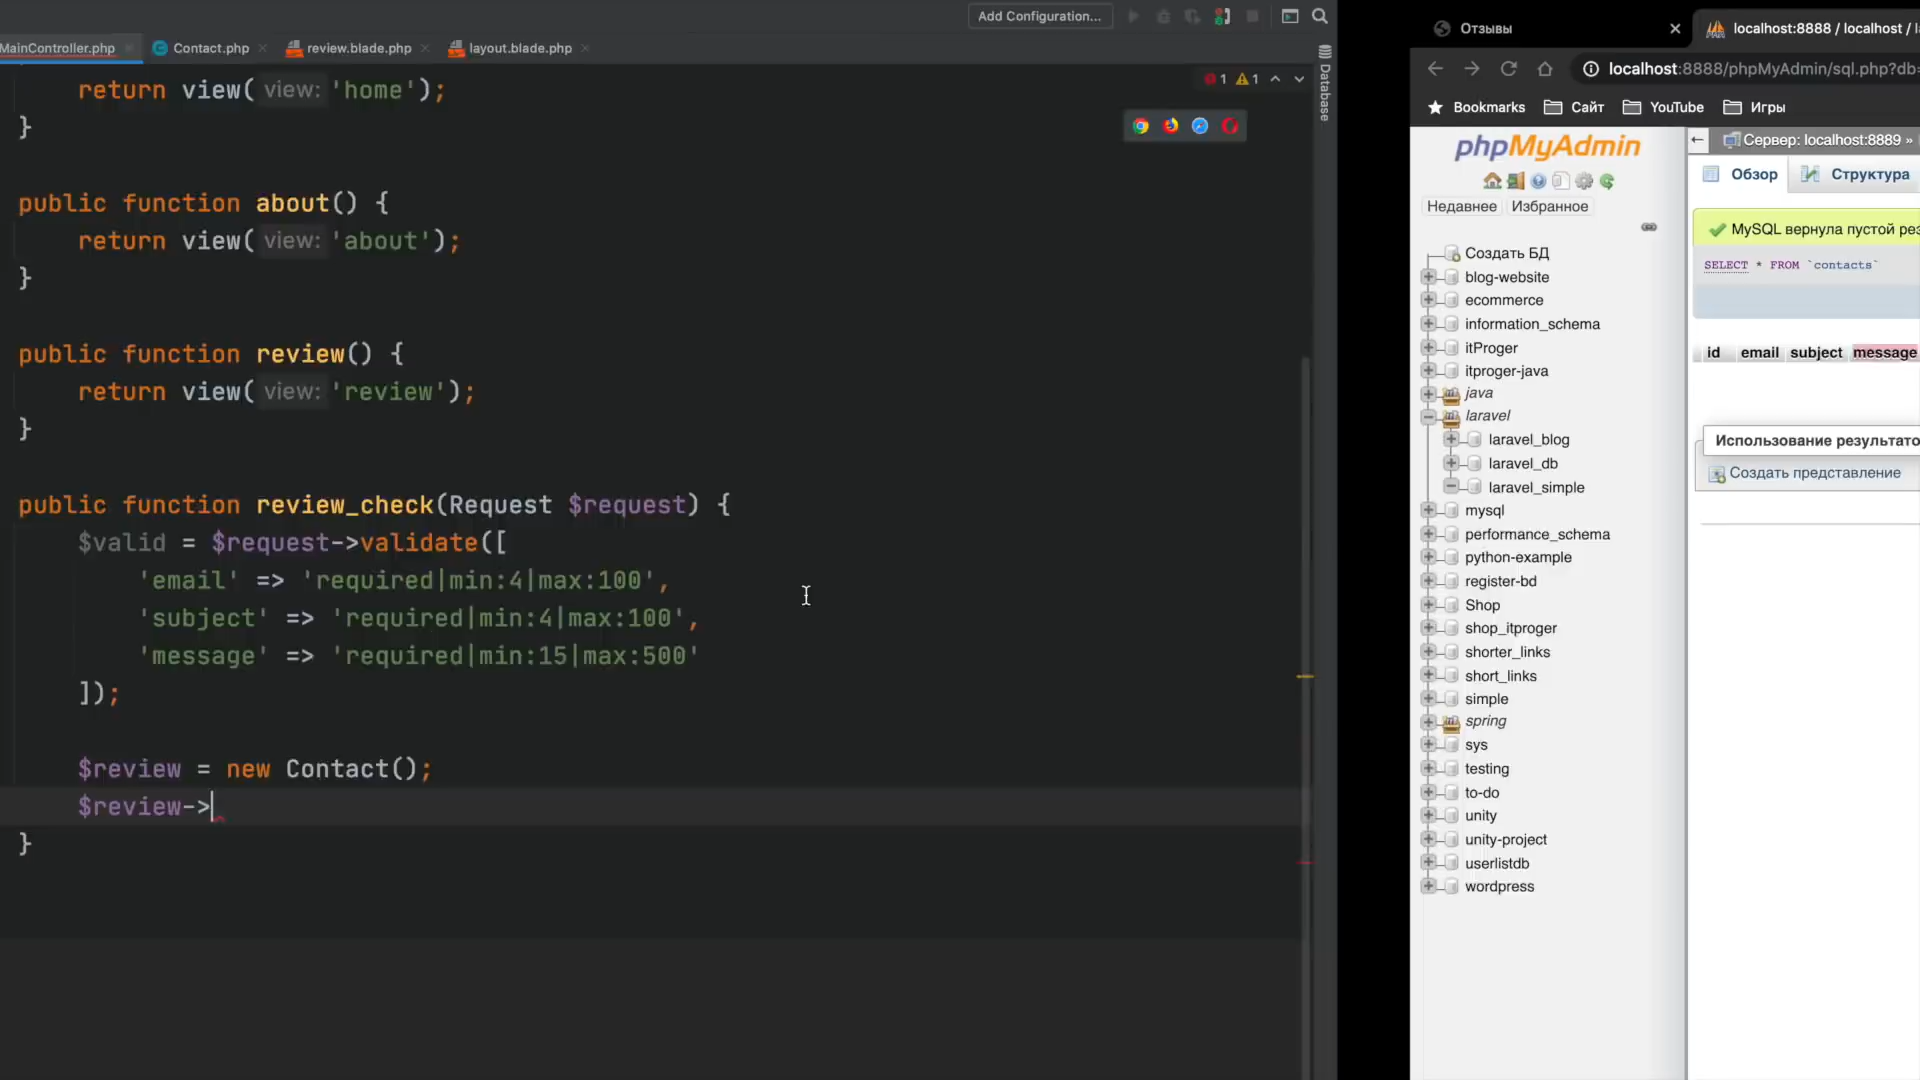 Add Configuration...
MainController.php
Contact.php
review.blade.php
layout.blade.php
1 1
Database
return view( view: 'home');
}
public function about() {
return view( view: 'about');
}
public function review() {
return view( view: 'review');
}
public function review_check(Request $request) {
$valid = $request->validate([
'email' => 'required|min:4|max:100',
'subject' => 'required|min:4|max:100',
'message' => 'required|min:15|max:500'
]);
$review = new Contact();
$review->
}
Отзывы
localhost:8888 / localhost /
localhost:8888/phpMyAdmin/sql.php?db=
Bookmarks
Сайт
YouTube
Игры
phpMyAdmin
Недавнее
Избранное
Создать БД
blog-website
ecommerce
information_schema
itProger
itproger-java
java
laravel
laravel_blog
laravel_db
laravel_simple
mysql
performance_schema
python-example
register-bd
Shop
shop_itproger
shorter_links
short_links
simple
spring
sys
testing
to-do
unity
unity-project
userlistdb
wordpress
Сервер: localhost:8889 »
Обзор
Структура
MySQL вернула пустой рез
SELECT * FROM `contacts`
id email subject message
Использование результато
Создать представление